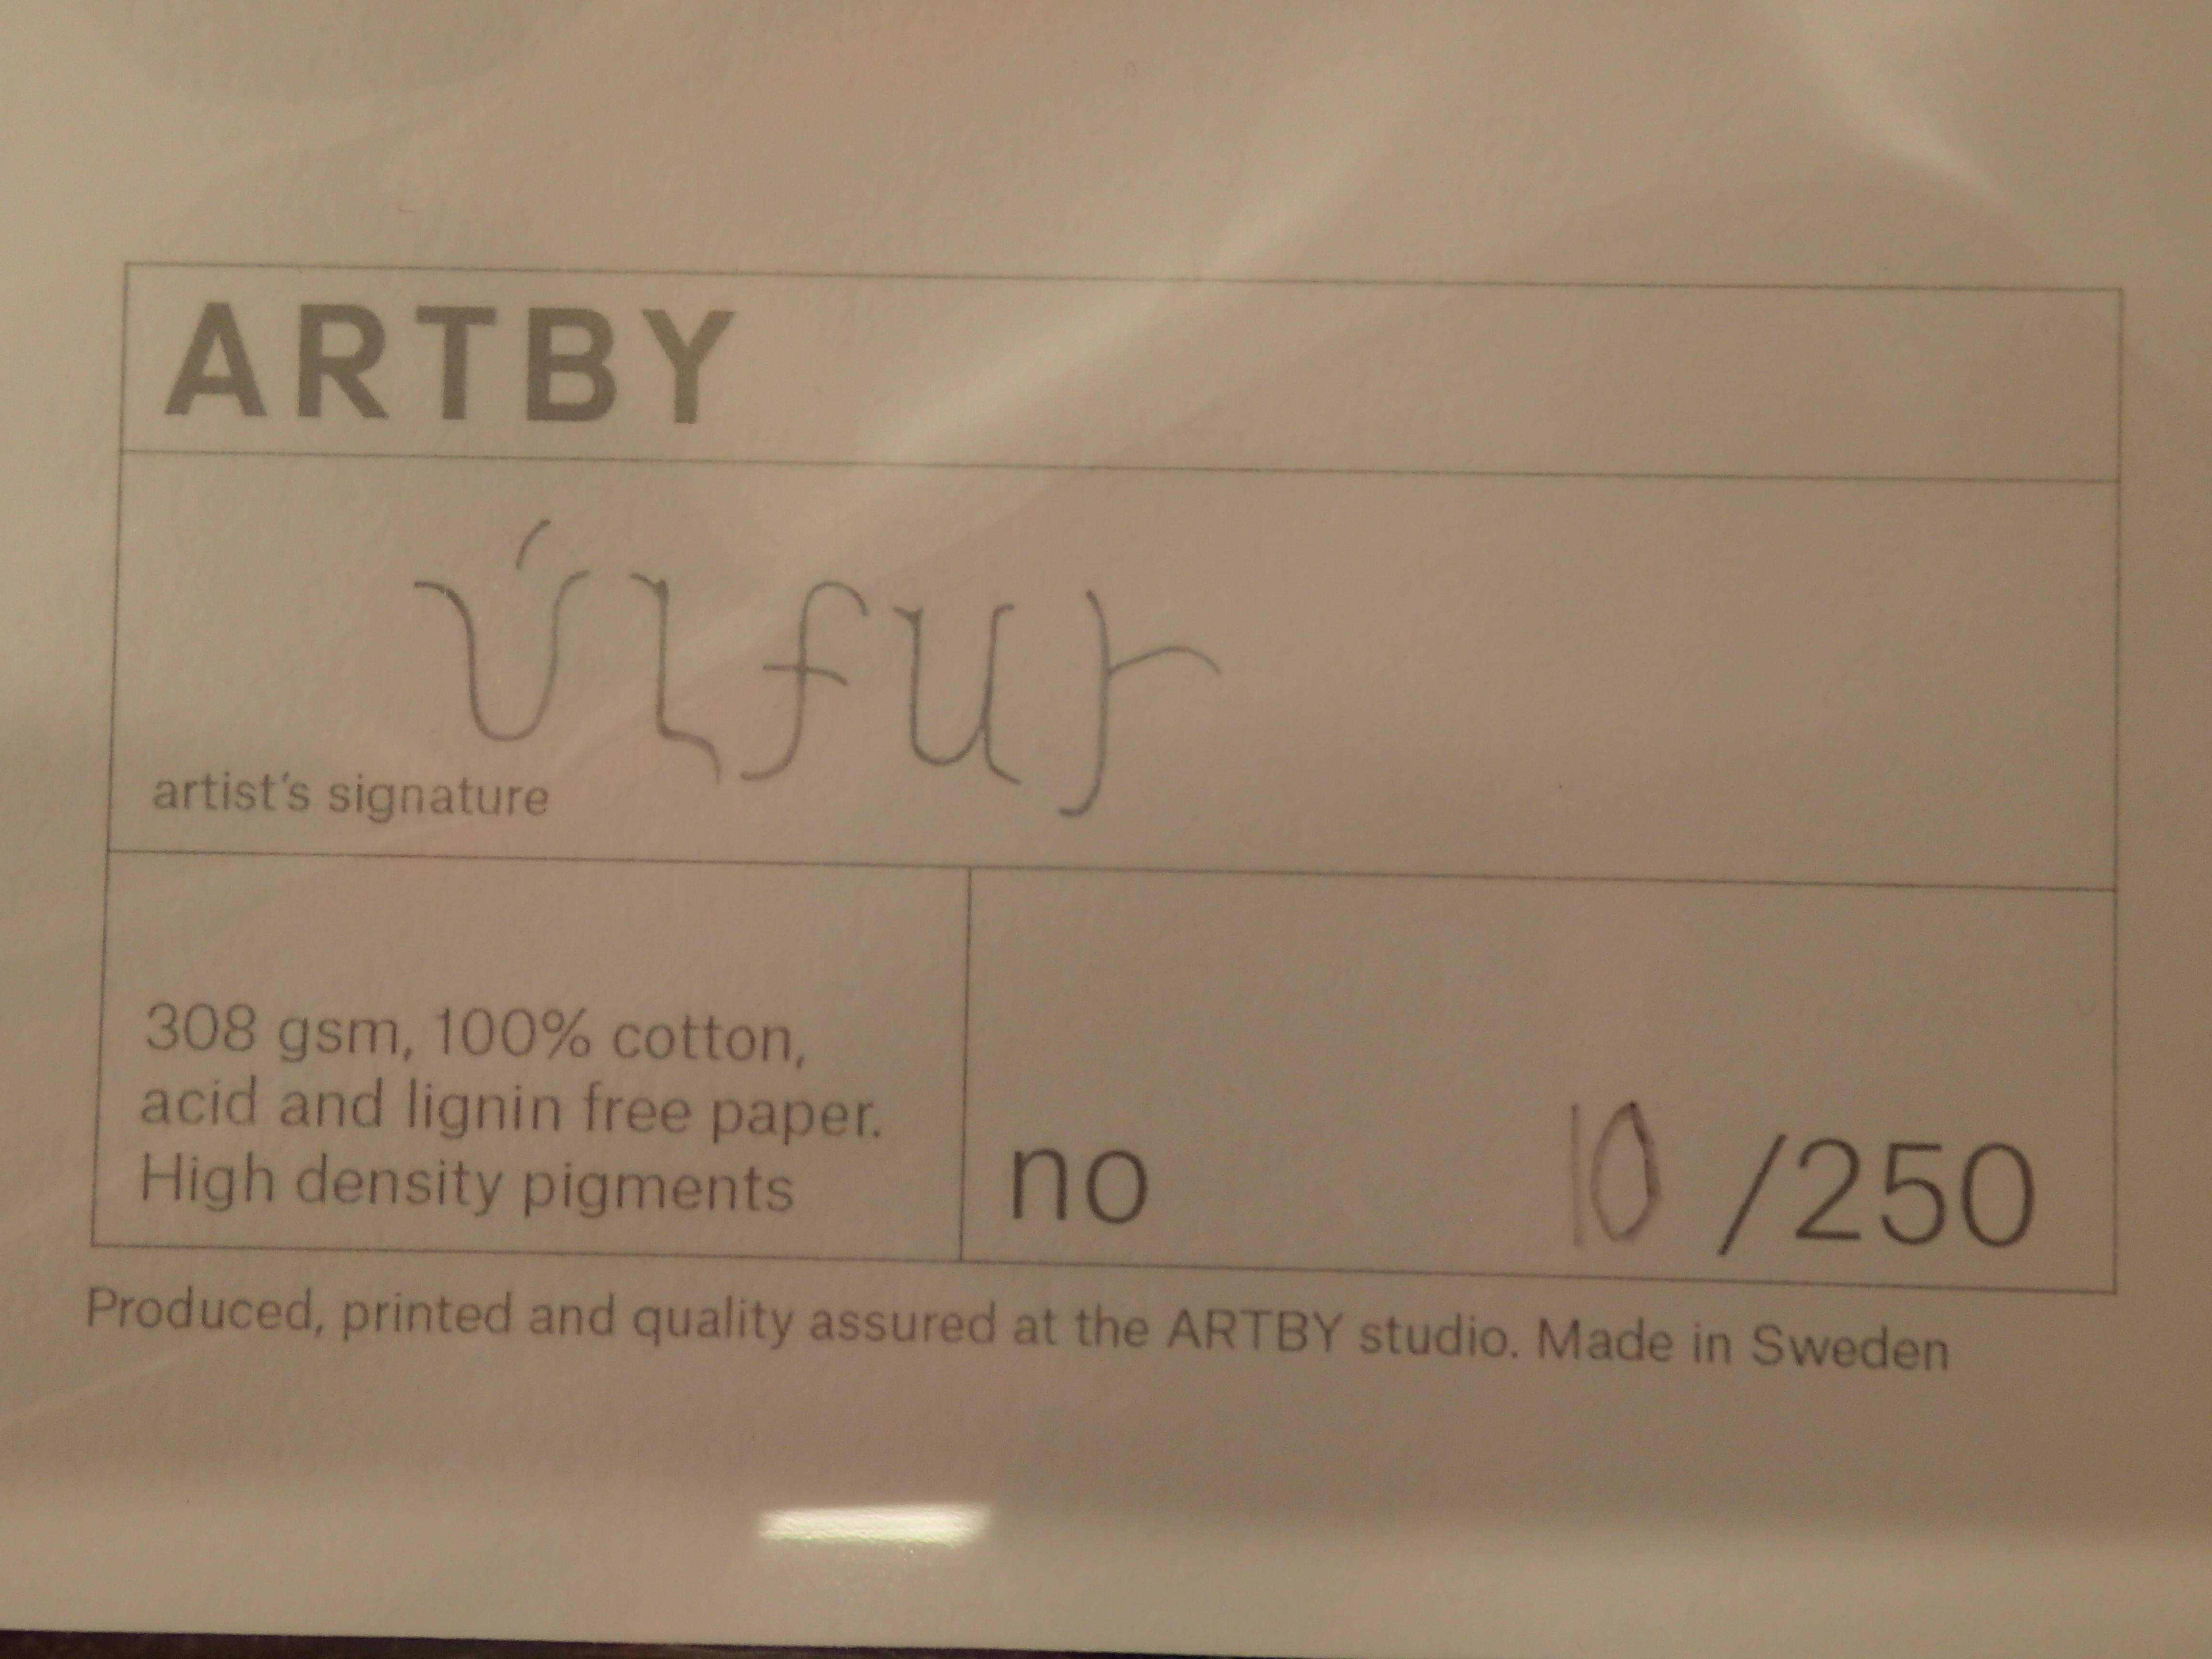 ARTBY
úlfur
artist's signature
308 gsm, 100% cotton,
acid and lignin free paper.
High density pigments
no 10 /250
Produced, printed and quality assured at the ARTBY studio. Made in Sweden